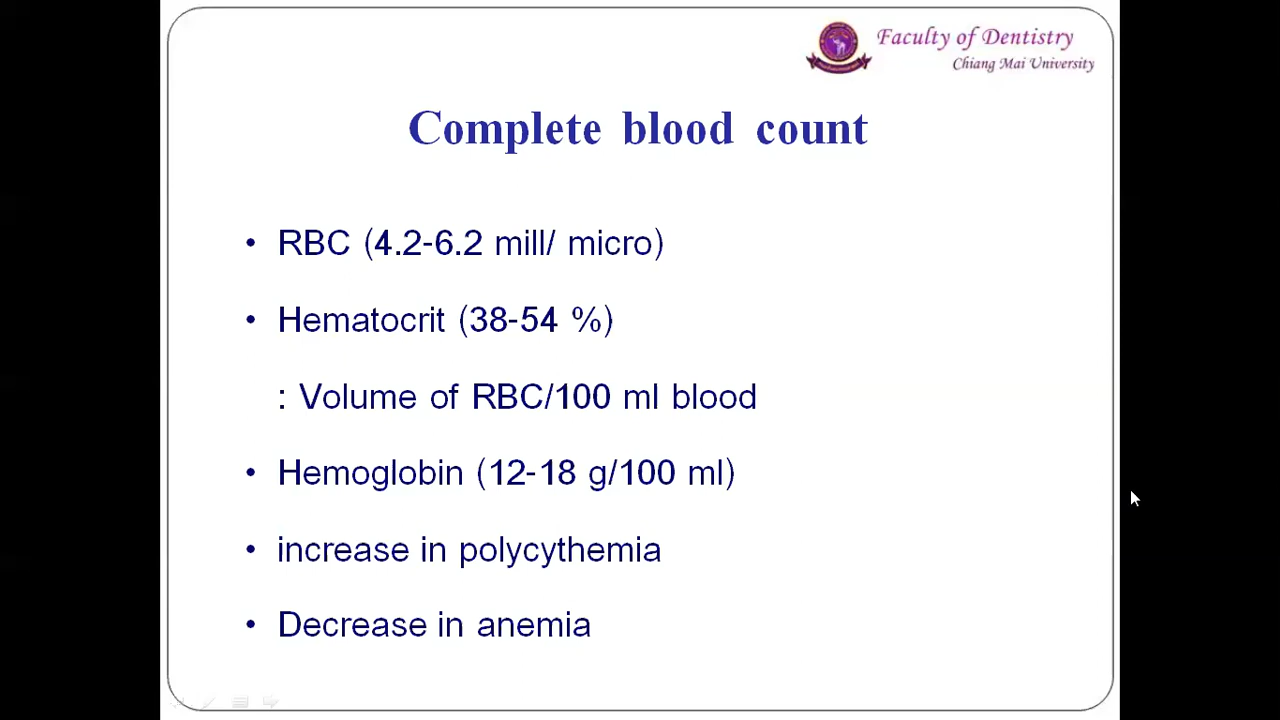 Faculty of Dentistry
Chiang Mai University
Complete blood count
• RBC (4.2-6.2 mill/ micro)
• Hematocrit (38-54 %)
: Volume of RBC/100 ml blood
• Hemoglobin (12-18 g/100 ml)
• increase in polycythemia
• Decrease in anemia